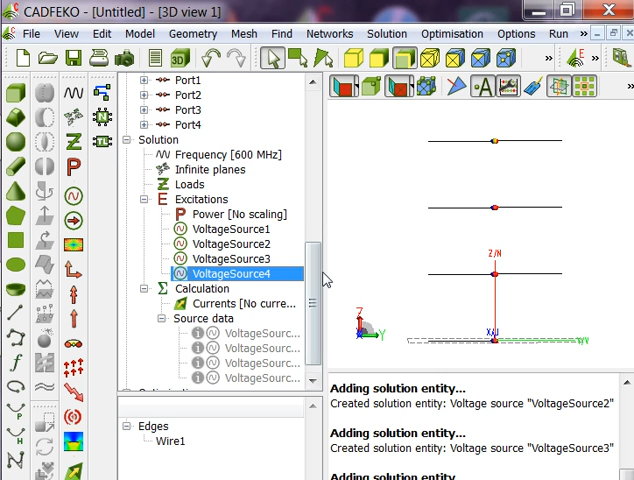 CADFEKO - [Untitled] - [3D view 1]
File Edit Model Geometry Mesh Find Networks Solution Optimisation Options Run »
3D » »
Port1
Port2
Port3
Port4
Solution
Frequency [600 MHz]
Infinite planes
Loads
Excitations
Power [No scaling]
VoltageSource1
VoltageSource2
VoltageSource3
VoltageSource4
Calculation
Currents [No curre...
Source data
VoltageSourc...
VoltageSourc...
VoltageSourc...
VoltageSourc...
Edges
Wire1
Z/N
Z
Y
Adding solution entity...
Created solution entity: Voltage source "VoltageSource2"
Adding solution entity...
Created solution entity: Voltage source "VoltageSource3"
Adding solution entity...